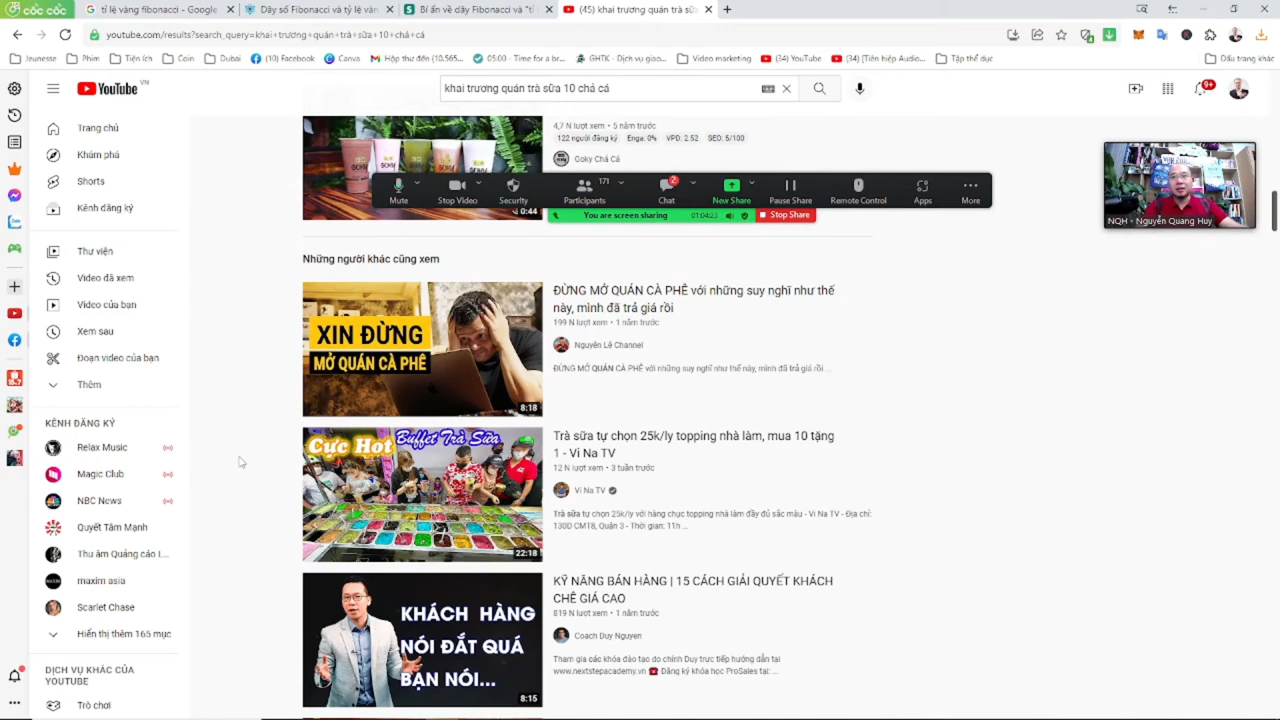 cốc cốc
tỉ lệ vàng fibonacci - Google
Dãy số Fibonacci và tỷ lệ vàn
Bí ẩn về dãy Fibonacci và "tỉ l
(45) khai trương quán trà sữa
youtube.com/results?search_query=khai+trương+quán+trà+sữa+10+chá+cá
Jeunesse
Phim
Tiện ích
Coin
Dubai
(10) Facebook
Canva
Hộp thư đến (10.565...
05:00 - Time for a br...
GHTK - Dịch vụ giao...
Video marketing
(34) YouTube
(34) [Tiên hiệp Audio...
Tập thể dục
Dấu trang khác
YouTube VN
khai trương quán trà sữa 10 chá cá
9+
Trang chủ
Khám phá
Shorts
Kênh đăng ký
Thư viện
Video đã xem
Video của bạn
Xem sau
Đoạn video của bạn
Thêm
KÊNH ĐĂNG KÝ
Relax Music
Magic Club
NBC News
Quyết Tâm Mạnh
Thu âm Quảng cáo i...
maxim asia
Scarlet Chase
Hiển thị thêm 165 mục
DỊCH VỤ KHÁC CỦA
YOUTUBE
Trò chơi
4,7 N lượt xem • 5 năm trước
122 người đăng ký Enga: 0% VPD: 2.52 SEO: 5/100
Goky Chá Cá
0:44
Mute
Stop Video
Security
Participants
171
Chat
2
New Share
Pause Share
Remote Control
Apps
More
You are screen sharing
01:04:23
Stop Share
NQH - Nguyễn Quang Huy
Những người khác cũng xem
XIN ĐỪNG
MỞ QUÁN CÀ PHÊ
8:18
ĐỪNG MỞ QUÁN CÀ PHÊ với những suy nghĩ như thế
này, mình đã trả giá rồi
199 N lượt xem • 1 năm trước
Nguyên Lê Channel
ĐỪNG MỞ QUÁN CÀ PHÊ với những suy nghĩ như thế này, mình đã trả giá rồi ...
Cực Hot
Buffet Trà Sữa
22:18
Trà sữa tự chọn 25k/ly topping nhà làm, mua 10 tặng
1 - Vi Na TV
12 N lượt xem • 3 tuần trước
Vi Na TV
Trà sữa tự chọn 25k/ly với hàng chục topping nhà làm đầy đủ sắc màu - Vi Na TV - Địa chỉ:
130D CMT8, Quận 3 - Thời gian: 11h ...
KHÁCH HÀNG
NÓI ĐẮT QUÁ
BẠN NÓI...
8:15
KỸ NĂNG BÁN HÀNG | 15 CÁCH GIẢI QUYẾT KHÁCH
CHÊ GIÁ CAO
819 N lượt xem • 1 năm trước
Coach Duy Nguyen
Tham gia các khóa đào tạo do chính Duy trực tiếp hướng dẫn tại
www.nextstepacademy.vn ☎️ Đăng ký khóa học ProSales tại: ...